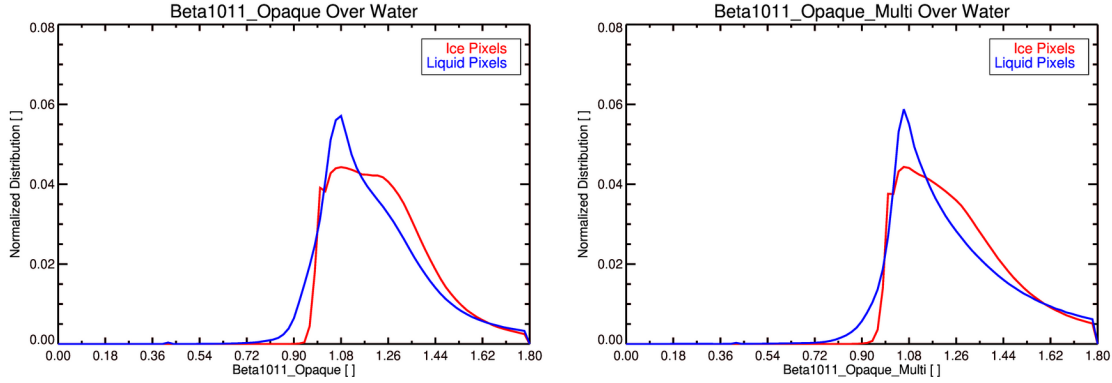 Beta1011_Opaque Over Water
Normalized Distribution [ ]
0.08
0.06
0.04
0.02
0.00
Ice Pixels
Liquid Pixels
0.00 0.18 0.36 0.54 0.72 0.90 1.08 1.26 1.44 1.62 1.80
Beta1011_Opaque [ ]
Beta1011_Opaque_Multi Over Water
Normalized Distribution [ ]
0.08
0.06
0.04
0.02
0.00
Ice Pixels
Liquid Pixels
0.00 0.18 0.36 0.54 0.72 0.90 1.08 1.26 1.44 1.62 1.80
Beta1011_Opaque_Multi [ ]